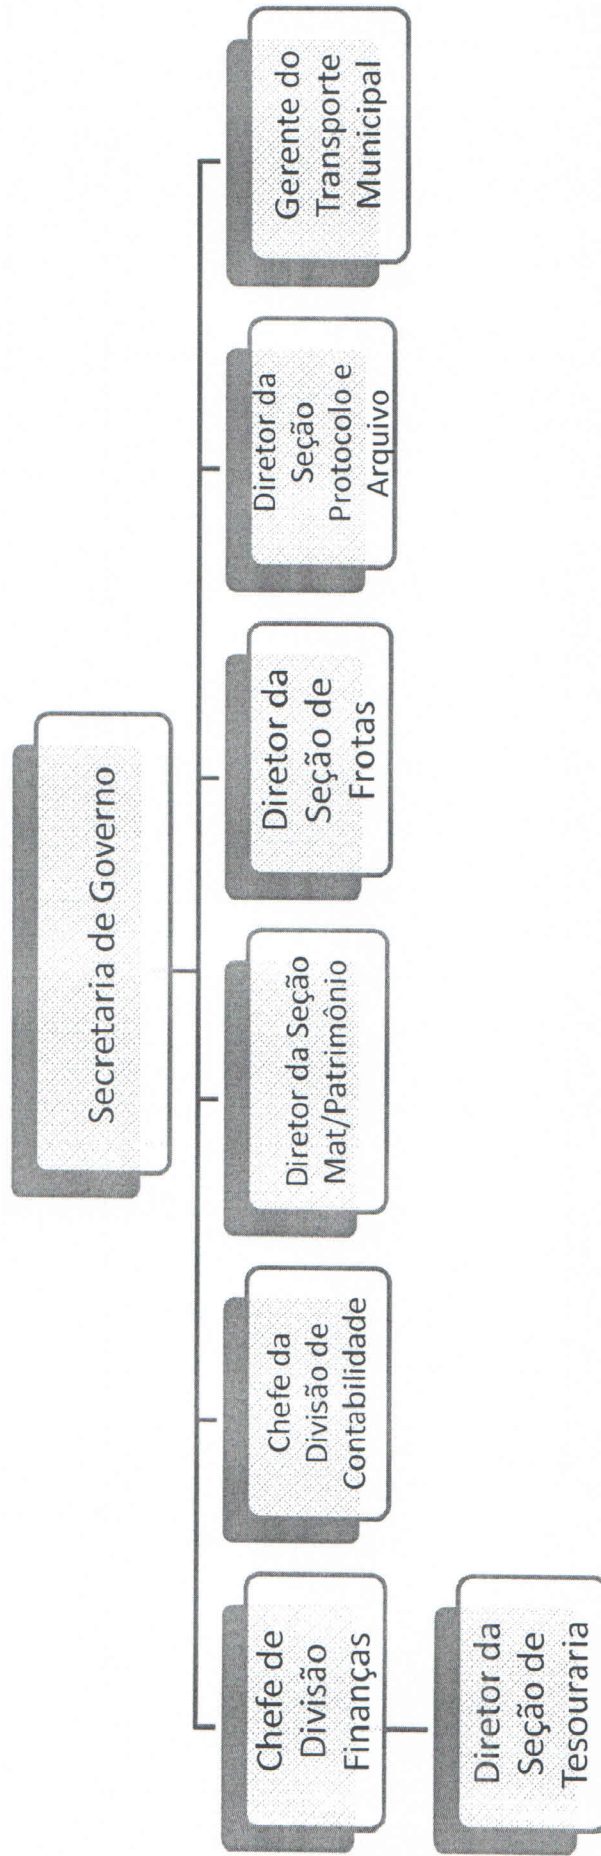 Secretaria de Governo
Chefe de
Divisão
Finanças
Chefe da
Divisão de
Contabilidade
Diretor da Seção
Mat/Patrimônio
Diretor da
Seção de
Frotas
Diretor da
Seção
Protocolo e
Arquivo
Gerente do
Transporte
Municipal
Diretor da
Seção de
Tesouraria